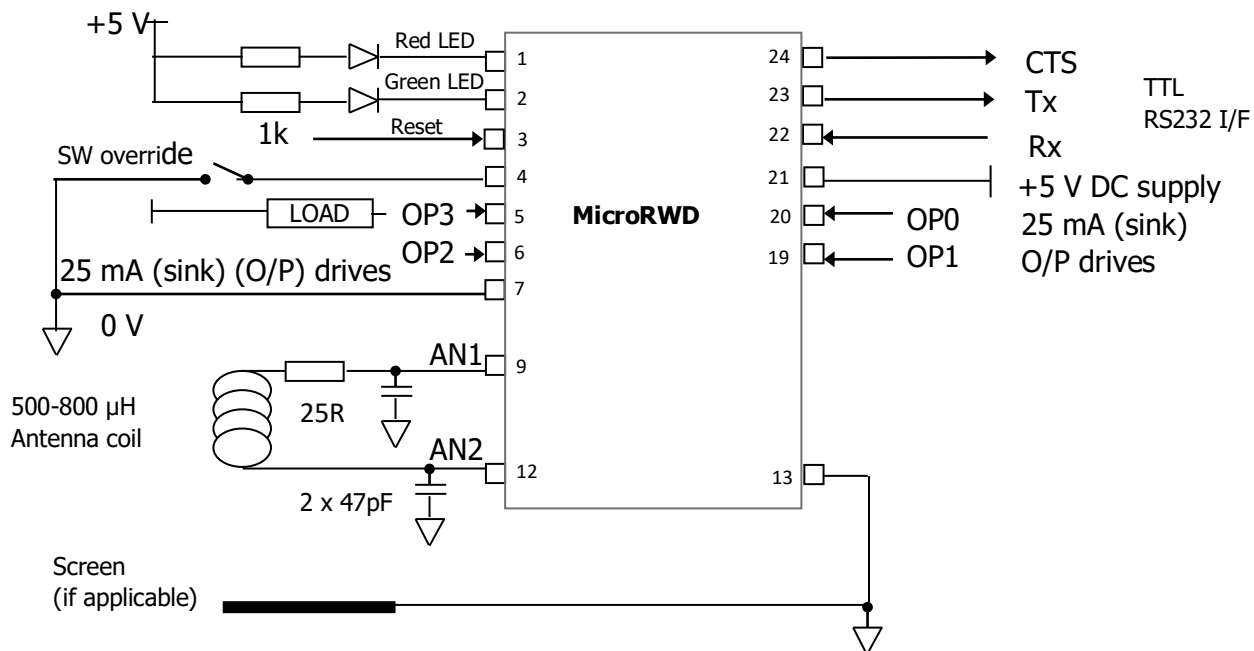 +5 V
Red LED
1
Green LED
2
1k
Reset
3
SW override
4
LOAD
OP3
5
OP2
6
25 mA (sink) (O/P) drives
7
0 V
AN1
9
500-800 µH
Antenna coil
25R
AN2
12
2 x 47pF
MicroRWD
24
CTS
23
Tx
TTL
RS232 I/F
22
Rx
21
+5 V DC supply
20
OP0
25 mA (sink)
19
OP1
O/P drives
13
Screen
(if applicable)